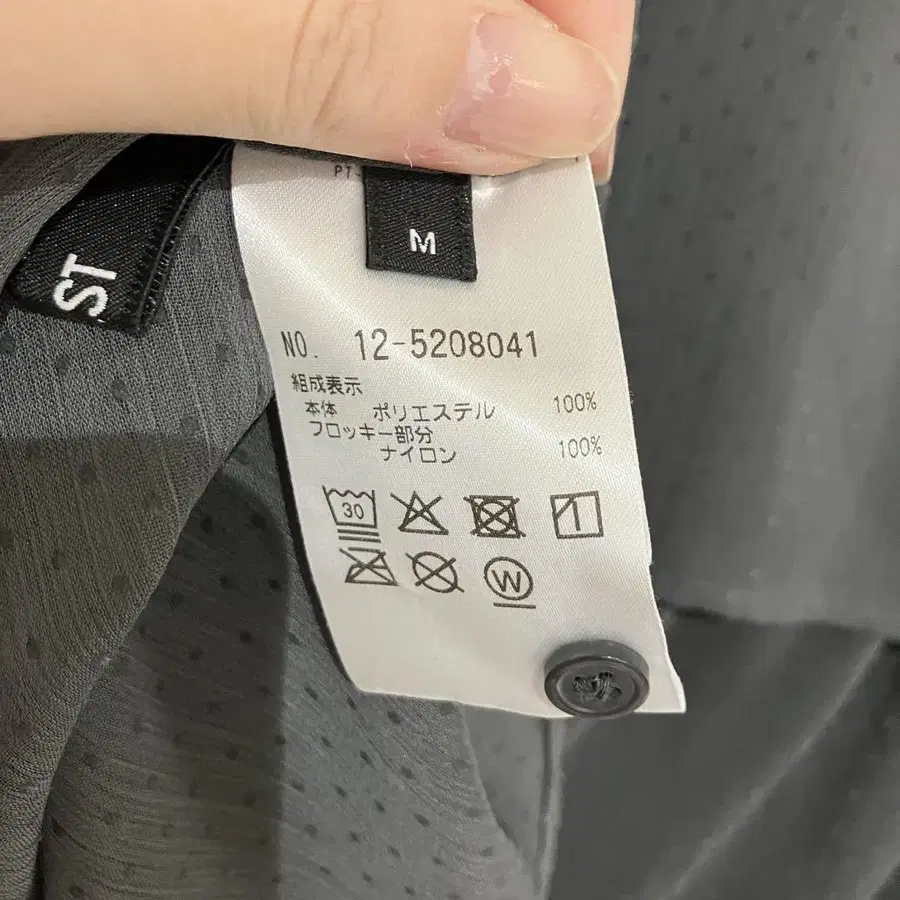 PT
M
ST
NO. 12-5208041
組成表示
本体 ポリエステル 100%
フロッキー部分
ナイロン 100%
30
W